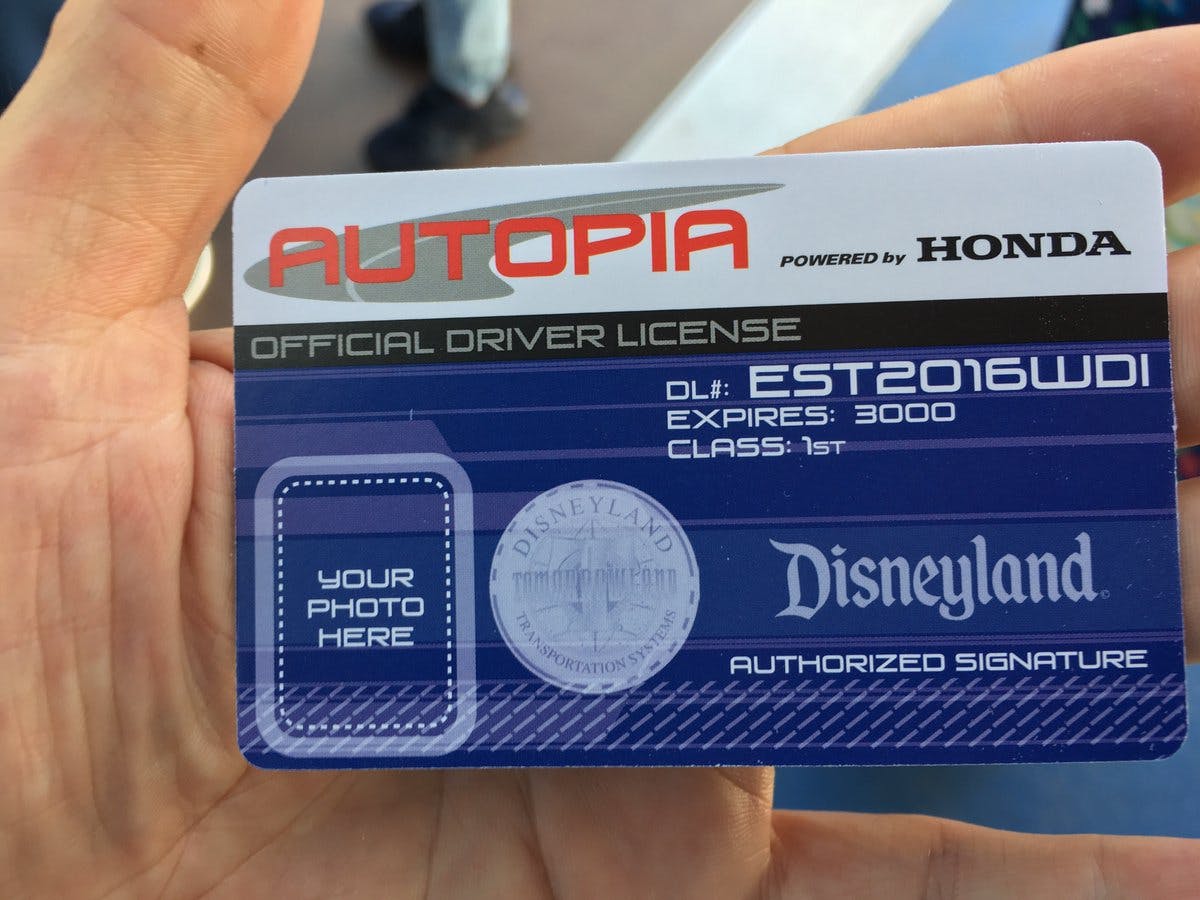 AUTOPIA
POWERED by HONDA
OFFICIAL DRIVER LICENSE
DL#: EST2016WDI
EXPIRES: 3000
CLASS: 1ST
YOUR
PHOTO
HERE
DISNEYLAND
TOMORROWLAND
TRANSPORTATION SYSTEMS
Disneyland©
AUTHORIZED SIGNATURE